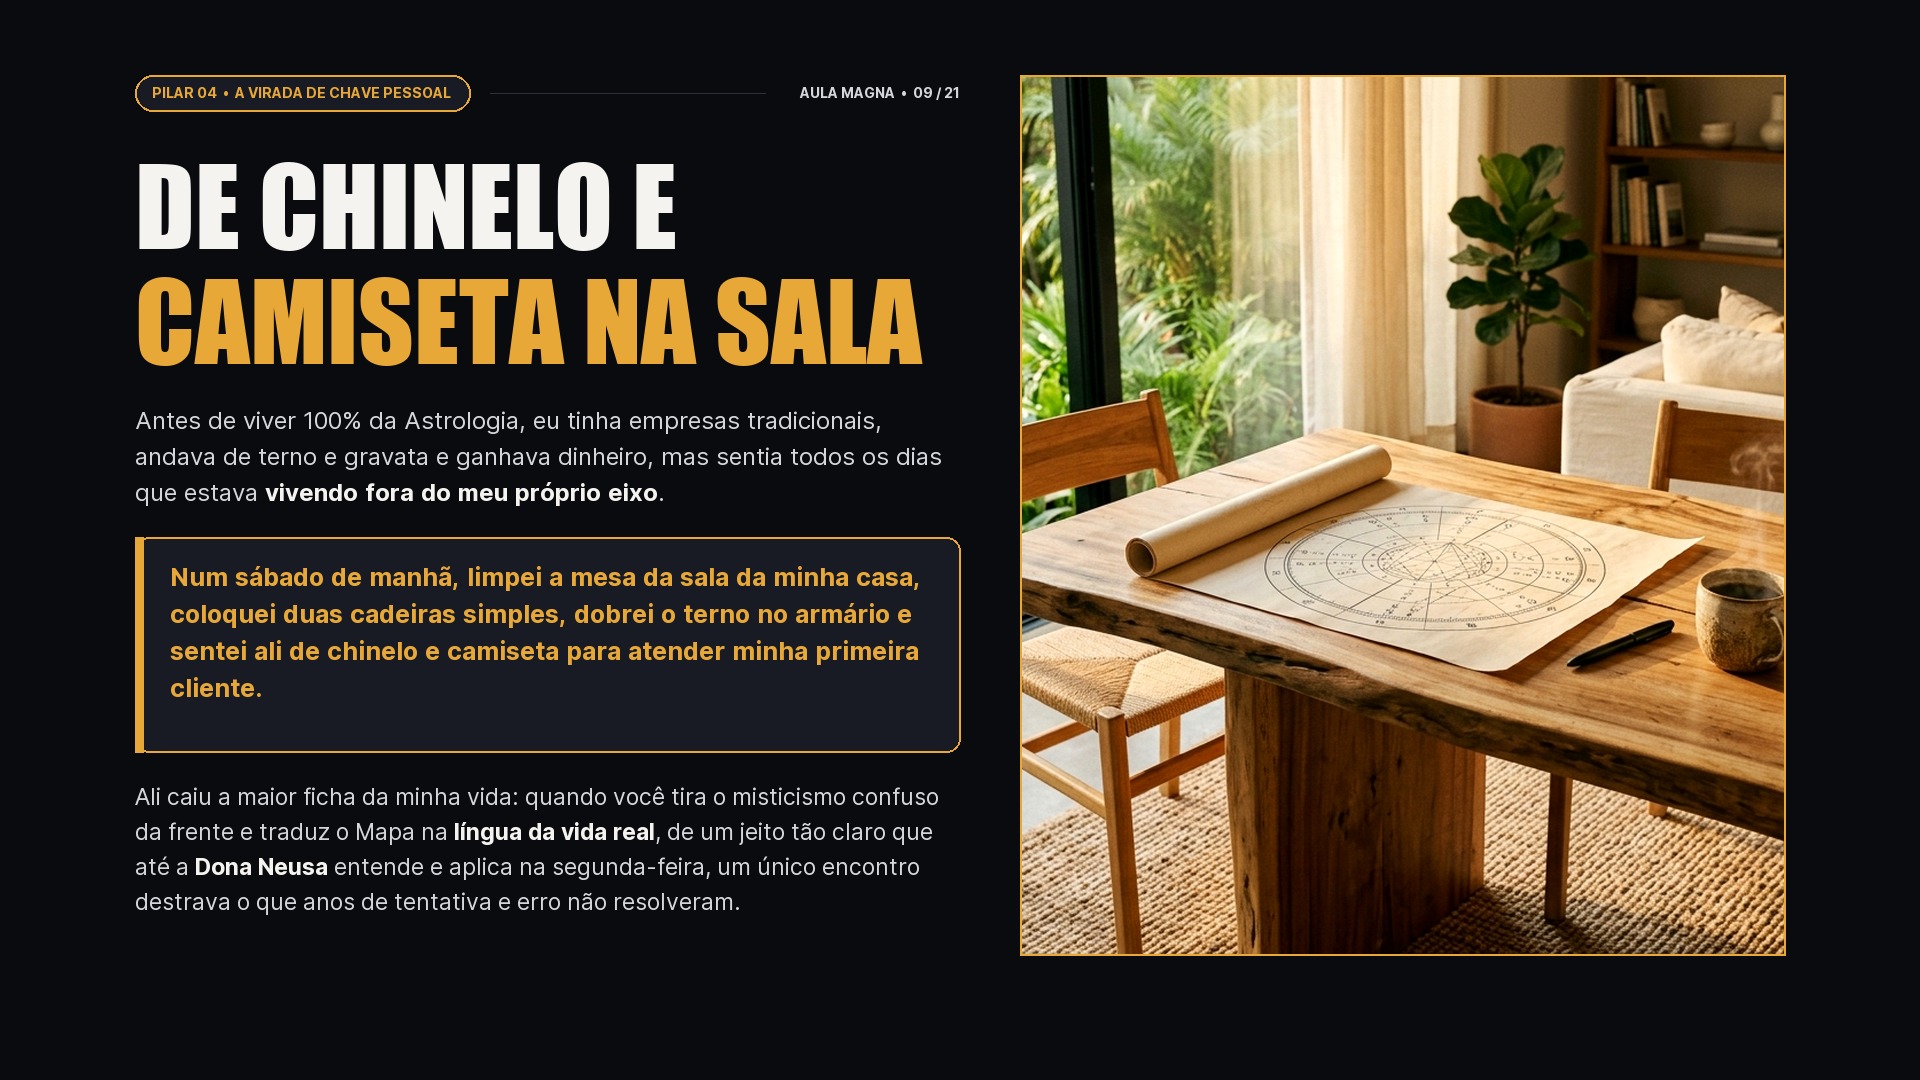 PILAR 04 • A VIRADA DE CHAVE PESSOAL
AULA MAGNA • 09 / 21
DE CHINELO E
CAMISETA NA SALA
Antes de viver 100% da Astrologia, eu tinha empresas tradicionais,
andava de terno e gravata e ganhava dinheiro, mas sentia todos os dias
que estava vivendo fora do meu próprio eixo.
Num sábado de manhã, limpei a mesa da sala da minha casa,
coloquei duas cadeiras simples, dobrei o terno no armário e
sentei ali de chinelo e camiseta para atender minha primeira
cliente.
Ali caiu a maior ficha da minha vida: quando você tira o misticismo confuso
da frente e traduz o Mapa na língua da vida real, de um jeito tão claro que
até a Dona Neusa entende e aplica na segunda-feira, um único encontro
destrava o que anos de tentativa e erro não resolveram.